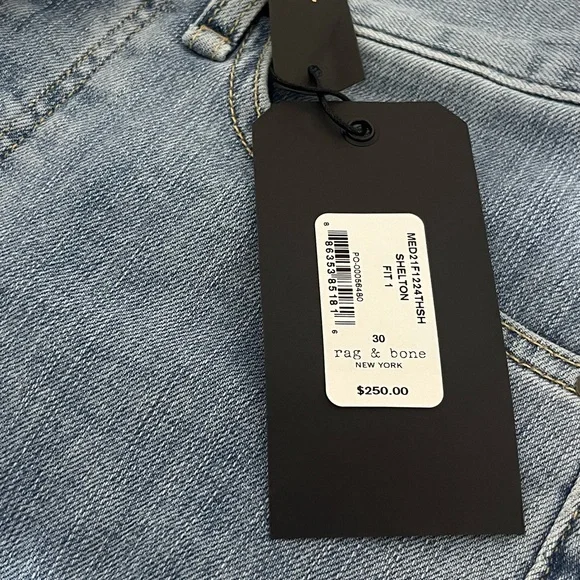 MED21F1224THSH
SHELTON
FIT 1
PO-00056480
8 86353 85181 6
30
rag & bone
NEW YORK
$250.00